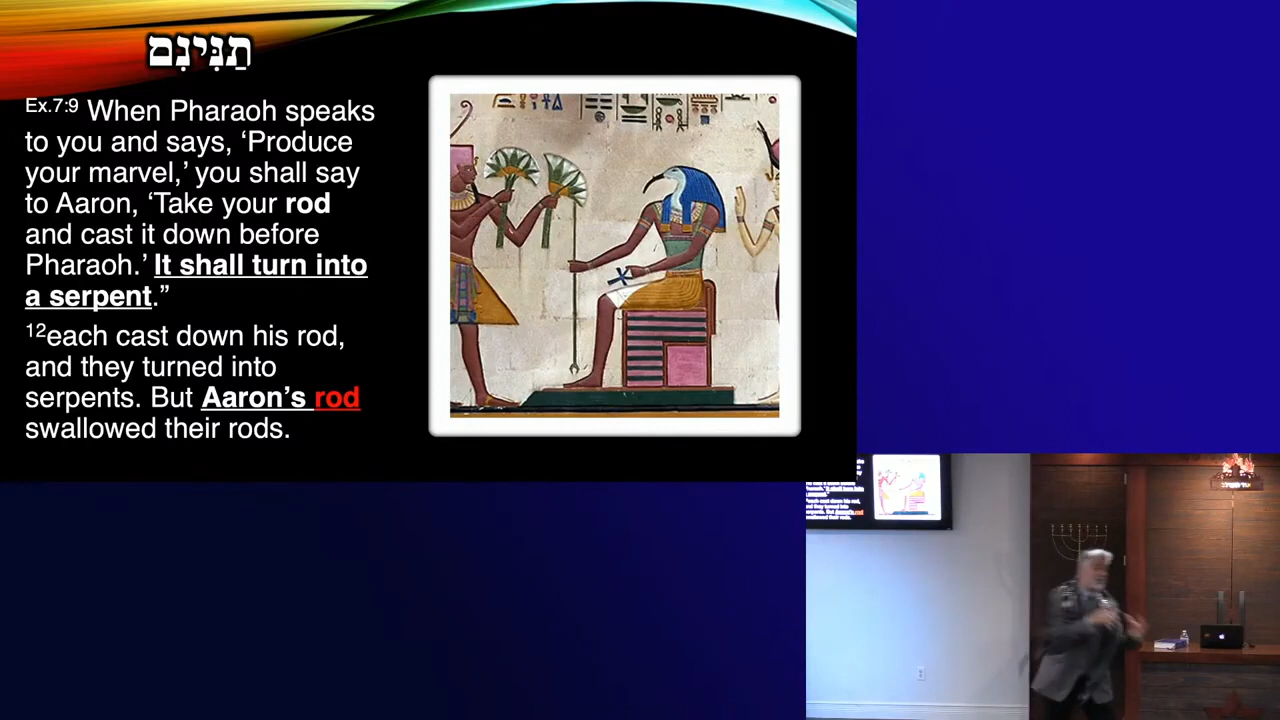 תַּנִּינִם
Ex.7:9 When Pharaoh speaks
to you and says, ‘Produce
your marvel,’ you shall say
to Aaron, ‘Take your rod
and cast it down before
Pharaoh.’ It shall turn into
a serpent.”
12each cast down his rod,
and they turned into
serpents. But Aaron’s rod
swallowed their rods.